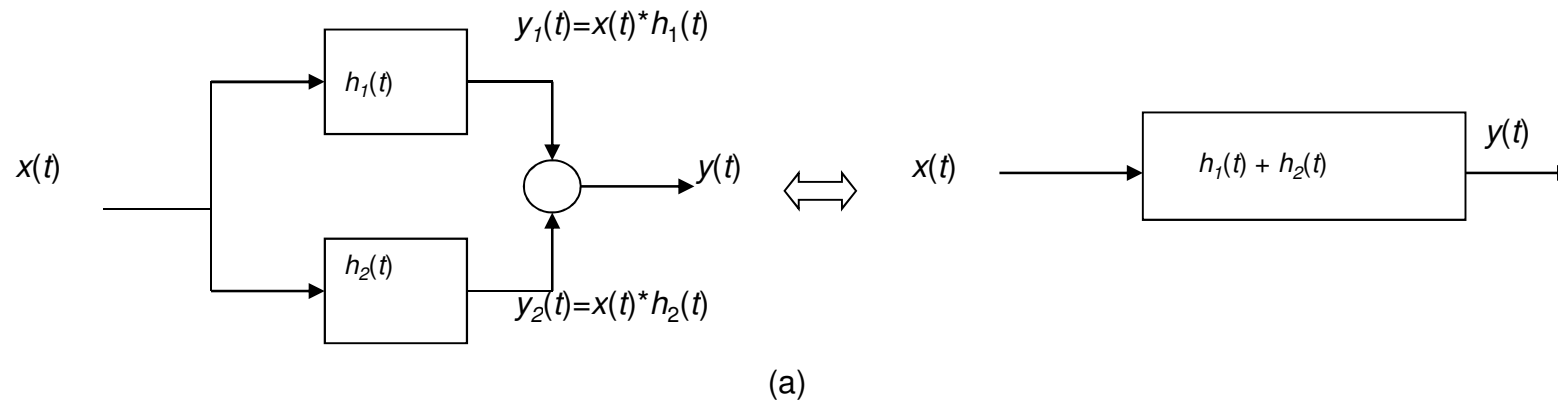 y₁(t)=x(t)*h₁(t)
h₁(t)
x(t)
y(t)
h₂(t)
y₂(t)=x(t)*h₂(t)
x(t)
h₁(t) + h₂(t)
y(t)
(a)